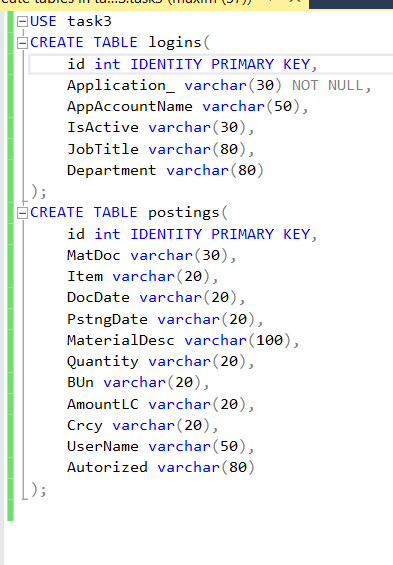 eate tables in ta...3.task3 (maxim (57))
USE task3
CREATE TABLE logins(
id int IDENTITY PRIMARY KEY,
Application_ varchar(30) NOT NULL,
AppAccountName varchar(50),
IsActive varchar(30),
JobTitle varchar(80),
Department varchar(80)
);
CREATE TABLE postings(
id int IDENTITY PRIMARY KEY,
MatDoc varchar(30),
Item varchar(20),
DocDate varchar(20),
PstngDate varchar(20),
MaterialDesc varchar(100),
Quantity varchar(20),
BUn varchar(20),
AmountLC varchar(20),
Crcy varchar(20),
UserName varchar(50),
Autorized varchar(80)
);